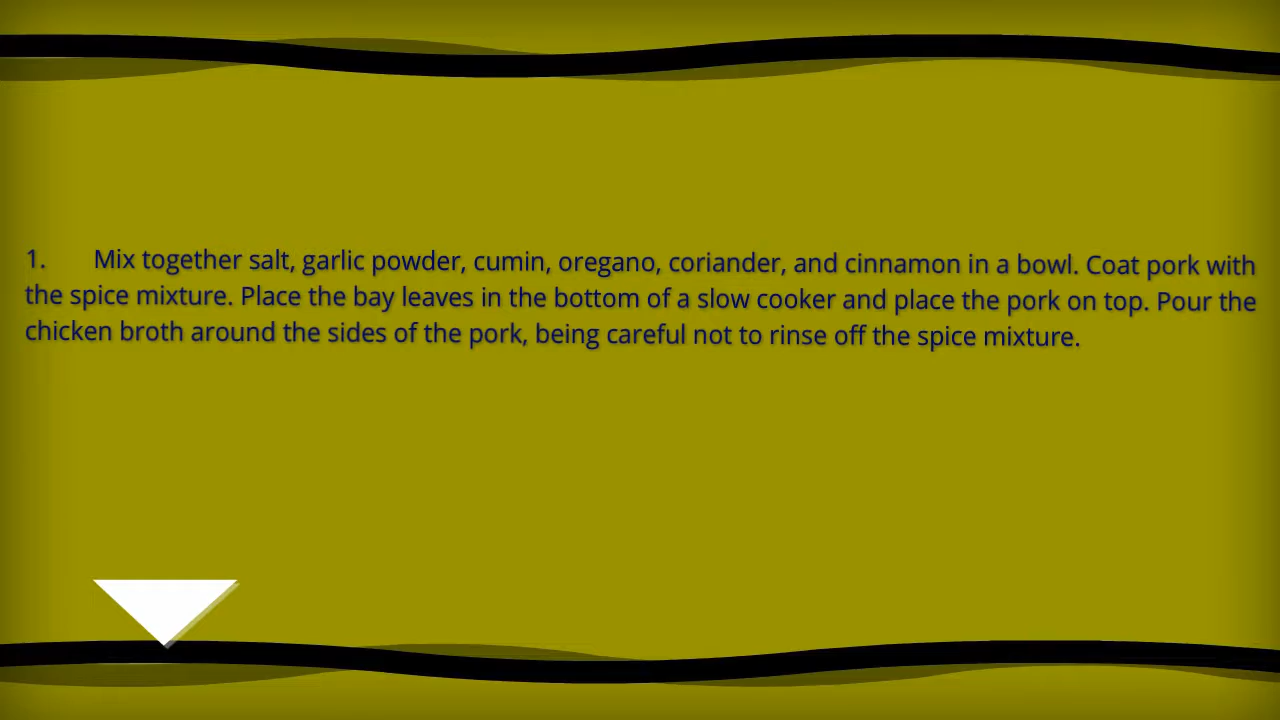 1. Mix together salt, garlic powder, cumin, oregano, coriander, and cinnamon in a bowl. Coat pork with
the spice mixture. Place the bay leaves in the bottom of a slow cooker and place the pork on top. Pour the
chicken broth around the sides of the pork, being careful not to rinse off the spice mixture.